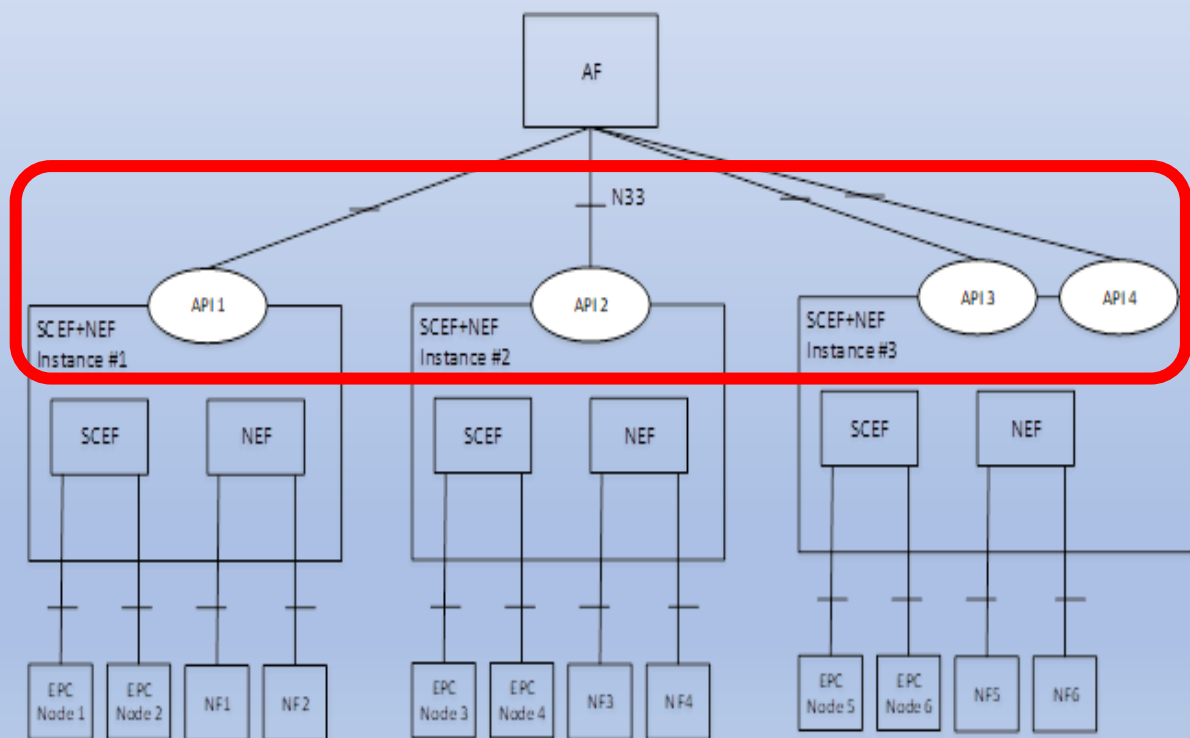 AF
N33
API 1
API 2
API 3
API 4
SCEF+NEF
Instance #1
SCEF+NEF
Instance #2
SCEF+NEF
Instance #3
SCEF
NEF
SCEF
NEF
SCEF
NEF
EPC
Node 1
EPC
Node 2
NF1
NF2
EPC
Node 3
EPC
Node 4
NF3
NF4
EPC
Node 5
EPC
Node 6
NF5
NF6